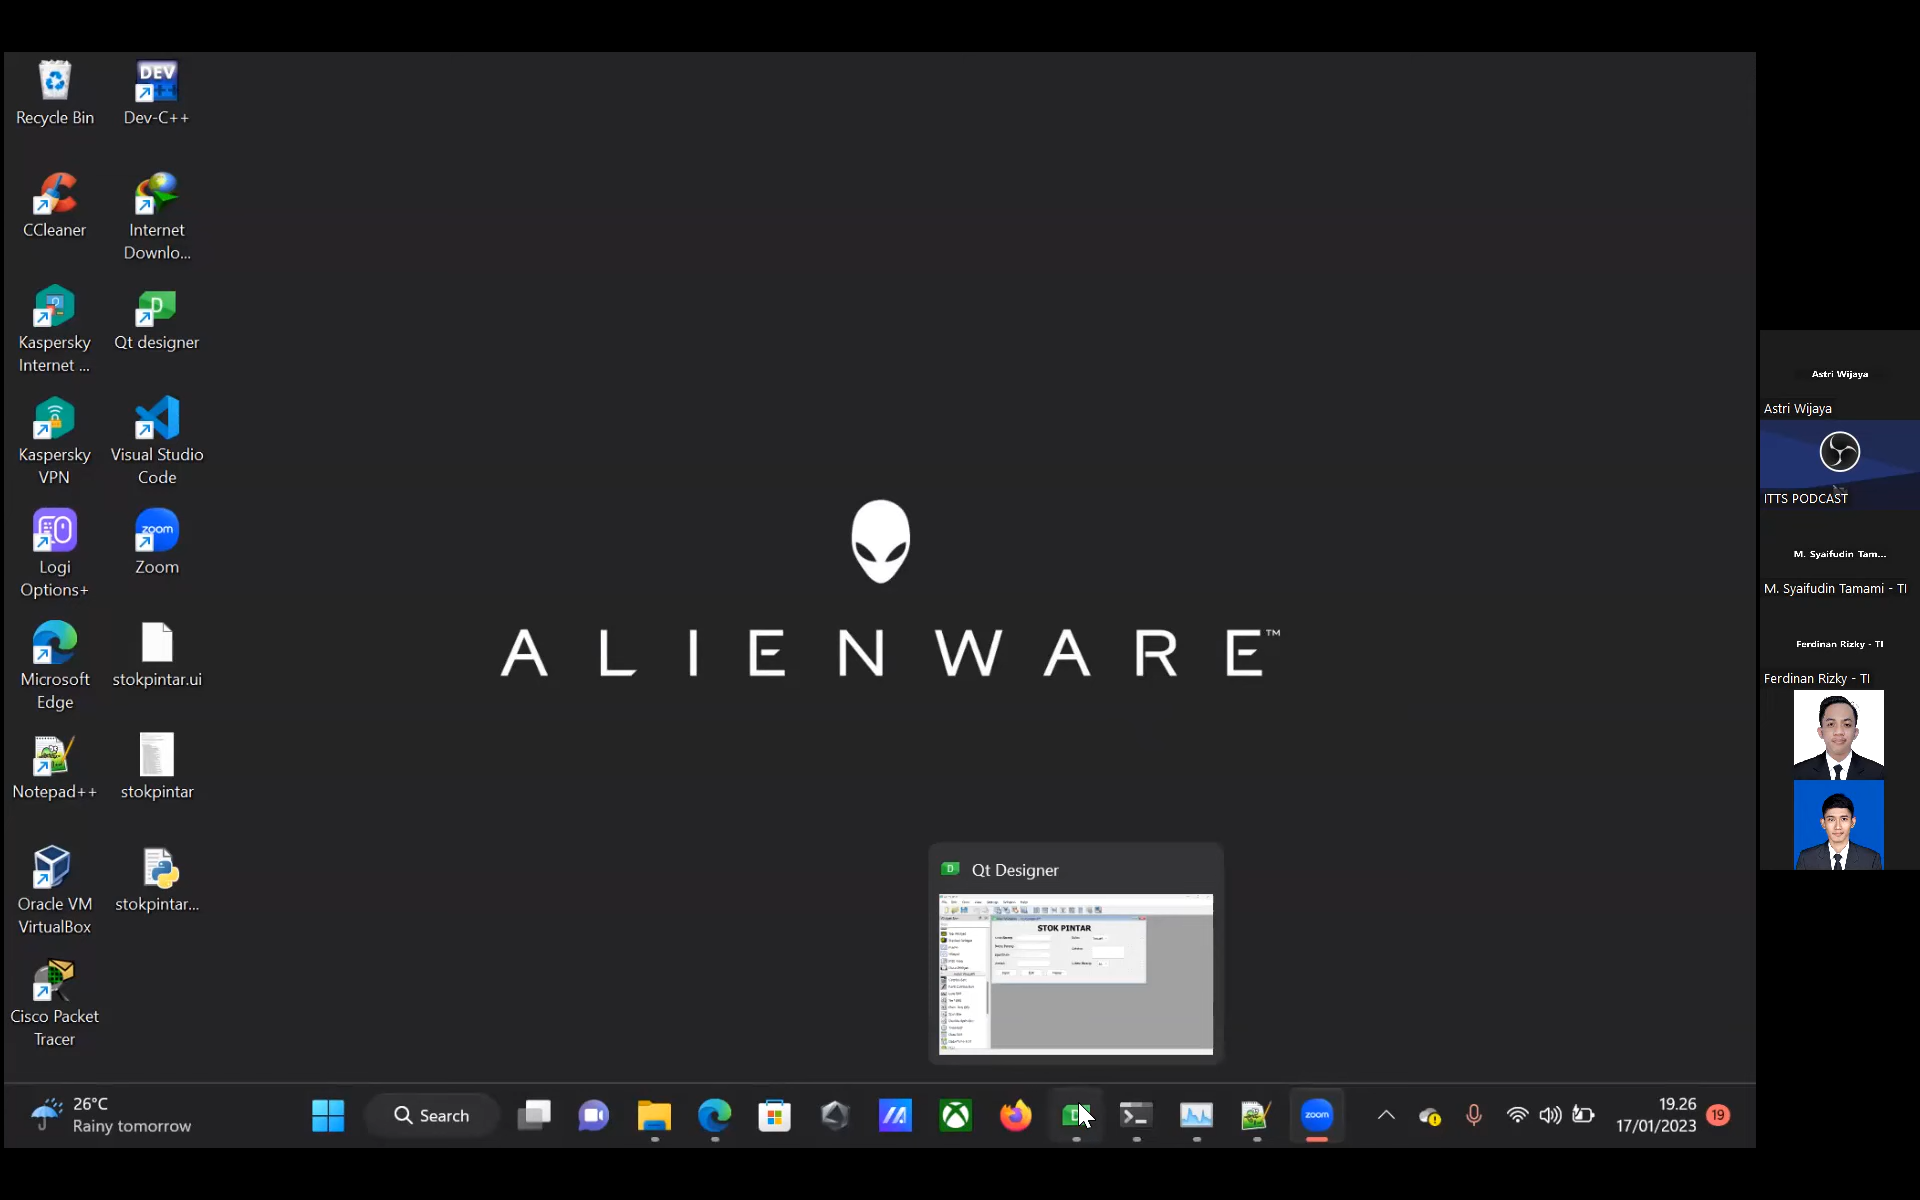 Recycle Bin
Dev-C++
CCleaner
Internet
Downlo...
Kaspersky
Internet ...
Qt designer
Kaspersky
VPN
Visual Studio
Code
Logi
Options+
Zoom
Microsoft
Edge
stokpintar.ui
Notepad++
stokpintar
Oracle VM
VirtualBox
stokpintar...
Cisco Packet
Tracer
DEV
zoom
ALIENWARE™
Qt Designer
STOK PINTAR
26°C
Rainy tomorrow
Search
zoom
19.26
17/01/2023
19
Astri Wijaya
Astri Wijaya
ITTS PODCAST
M. Syaifudin Tam...
M. Syaifudin Tamami - TI
Ferdinan Rizky - TI
Ferdinan Rizky - TI